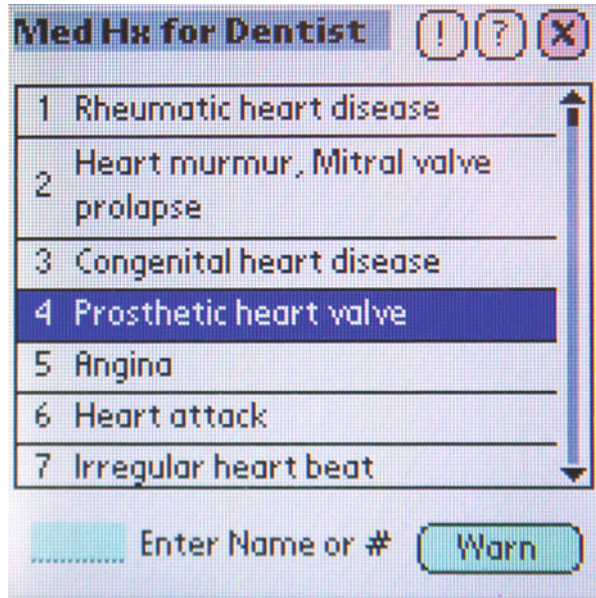 Med Hx for Dentist ! ? X
1 Rheumatic heart disease
2 Heart murmur, Mitral valve
prolapse
3 Congenital heart disease
4 Prosthetic heart valve
5 Angina
6 Heart attack
7 Irregular heart beat
Enter Name or # Warn